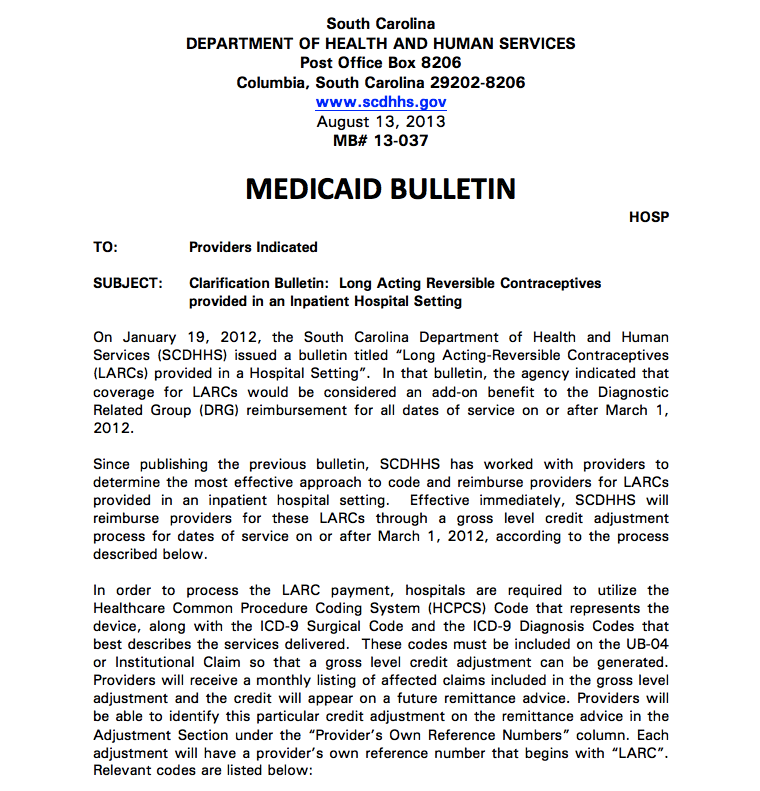 South Carolina
DEPARTMENT OF HEALTH AND HUMAN SERVICES
Post Office Box 8206
Columbia, South Carolina 29202-8206
www.scdhhs.gov
August 13, 2013
MB# 13-037
MEDICAID BULLETIN
HOSP
TO: Providers Indicated
SUBJECT: Clarification Bulletin: Long Acting Reversible Contraceptives
provided in an Inpatient Hospital Setting
On January 19, 2012, the South Carolina Department of Health and Human
Services (SCDHHS) issued a bulletin titled “Long Acting-Reversible Contraceptives
(LARCs) provided in a Hospital Setting”. In that bulletin, the agency indicated that
coverage for LARCs would be considered an add-on benefit to the Diagnostic
Related Group (DRG) reimbursement for all dates of service on or after March 1,
2012.
Since publishing the previous bulletin, SCDHHS has worked with providers to
determine the most effective approach to code and reimburse providers for LARCs
provided in an inpatient hospital setting. Effective immediately, SCDHHS will
reimburse providers for these LARCs through a gross level credit adjustment
process for dates of service on or after March 1, 2012, according to the process
described below.
In order to process the LARC payment, hospitals are required to utilize the
Healthcare Common Procedure Coding System (HCPCS) Code that represents the
device, along with the ICD-9 Surgical Code and the ICD-9 Diagnosis Codes that
best describes the services delivered. These codes must be included on the UB-04
or Institutional Claim so that a gross level credit adjustment can be generated.
Providers will receive a monthly listing of affected claims included in the gross level
adjustment and the credit will appear on a future remittance advice. Providers will
be able to identify this particular credit adjustment on the remittance advice in the
Adjustment Section under the “Provider’s Own Reference Numbers” column. Each
adjustment will have a provider’s own reference number that begins with “LARC”.
Relevant codes are listed below: